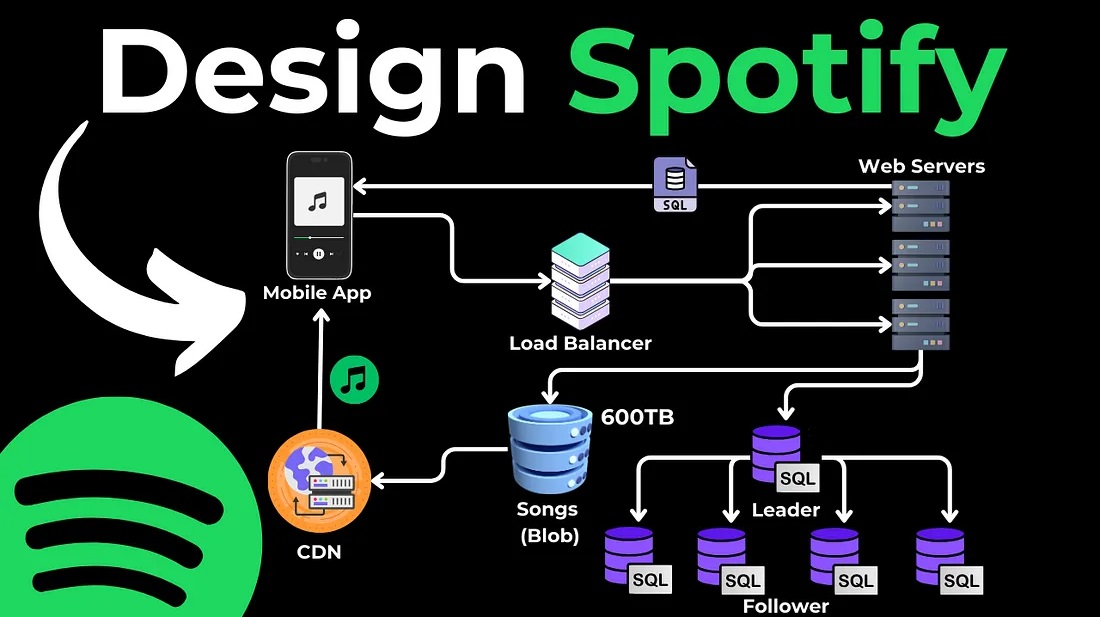 Design Spotify
Web Servers
SQL
Mobile App
Load Balancer
600TB
SQL
Songs
(Blob)
Leader
CDN
SQL
SQL
SQL
SQL
Follower